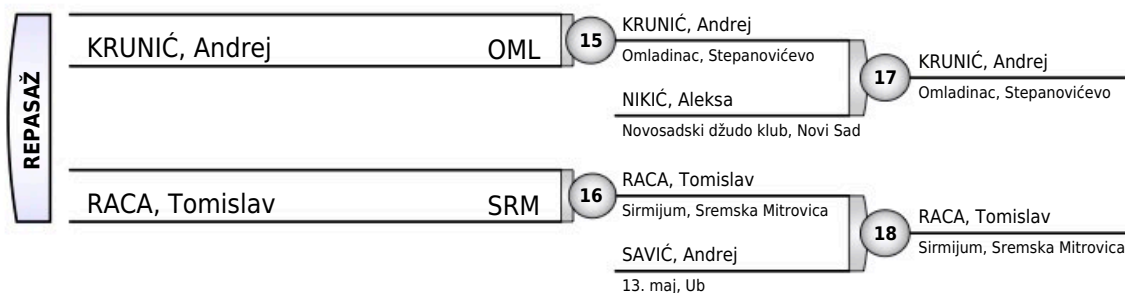 REPASAŽ
KRUNIĆ, Andrej OML
15
KRUNIĆ, Andrej
Omladinac, Stepanovićevo
NIKIĆ, Aleksa
Novosadski džudo klub, Novi Sad
17
KRUNIĆ, Andrej
Omladinac, Stepanovićevo
RACA, Tomislav SRM
16
RACA, Tomislav
Sirmijum, Sremska Mitrovica
SAVIĆ, Andrej
13. maj, Ub
18
RACA, Tomislav
Sirmijum, Sremska Mitrovica